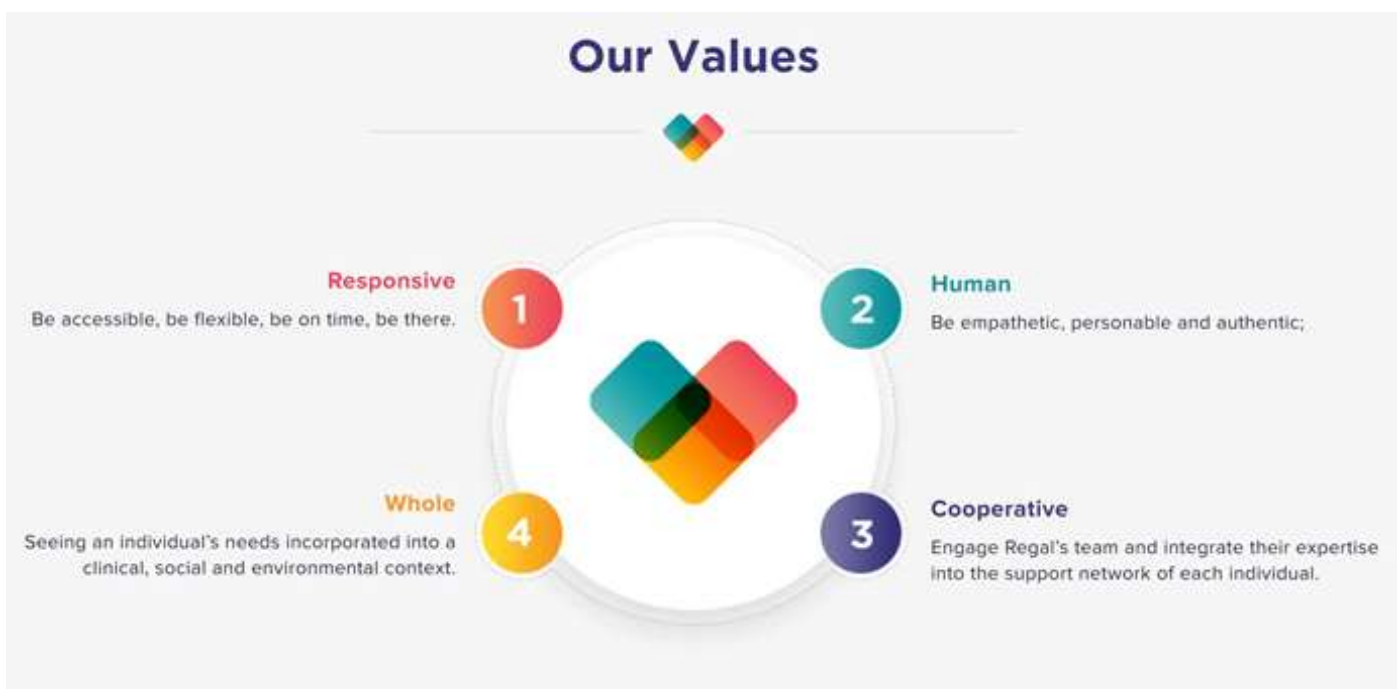 Our Values
Responsive
1
Be accessible, be flexible, be on time, be there.
2
Human
Be empathetic, personable and authentic;
3
Cooperative
Engage Regal's team and integrate their expertise
into the support network of each individual.
Whole
4
Seeing an individual's needs incorporated into a
clinical, social and environmental context.